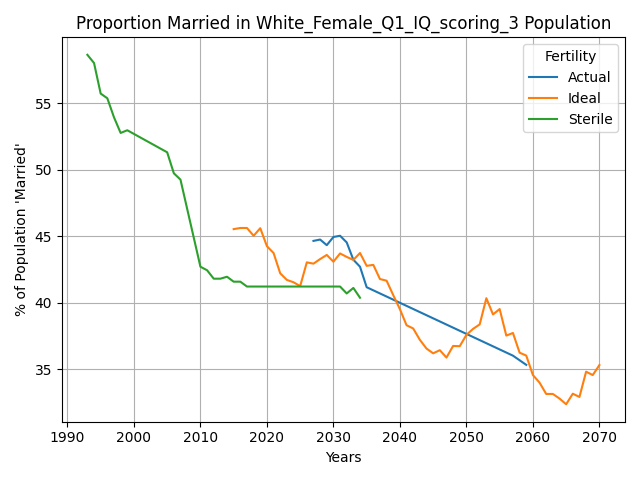 Proportion Married in White_Female_Q1_IQ_scoring_3 Population
% of Population 'Married'
55
50
45
40
35
Fertility
Actual
Ideal
Sterile
1990 2000 2010 2020 2030 2040 2050 2060 2070
Years